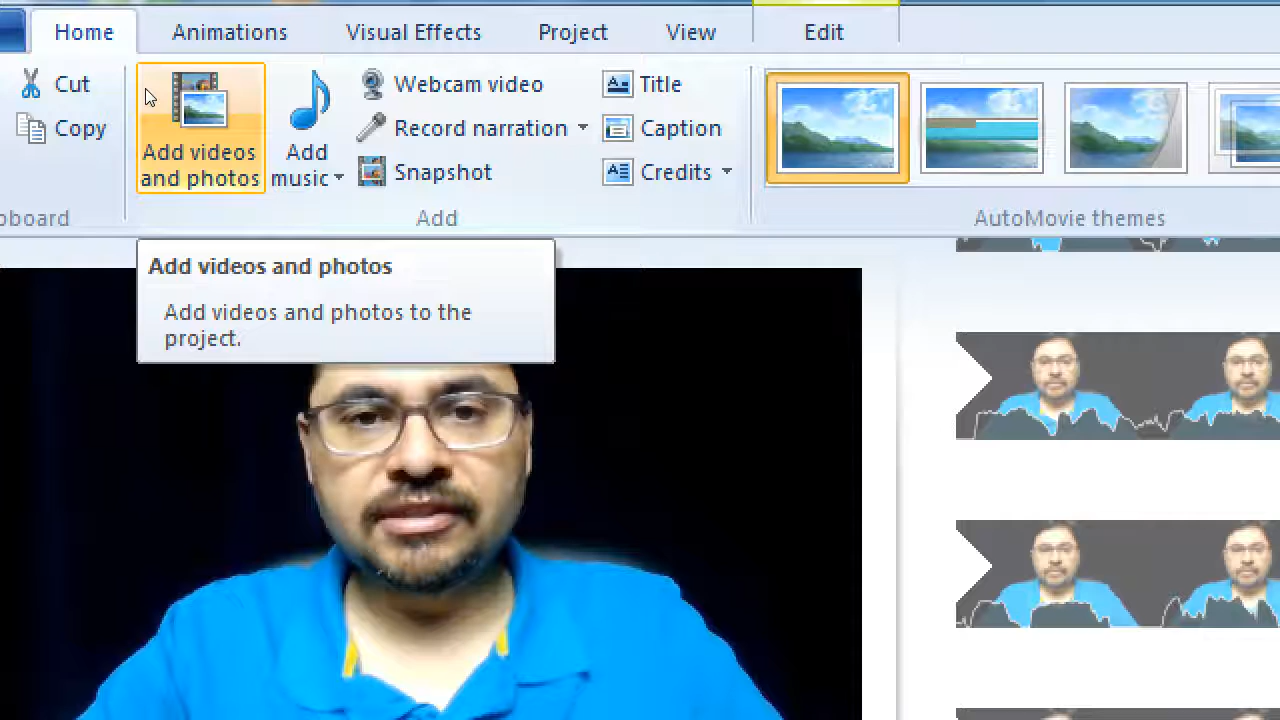 Home Animations Visual Effects Project View Edit
Cut
Copy
Add videos
and photos
Add
music
Webcam video
Record narration
Snapshot
Title
Caption
Credits
pboard Add AutoMovie themes
Add videos and photos
Add videos and photos to the
project.